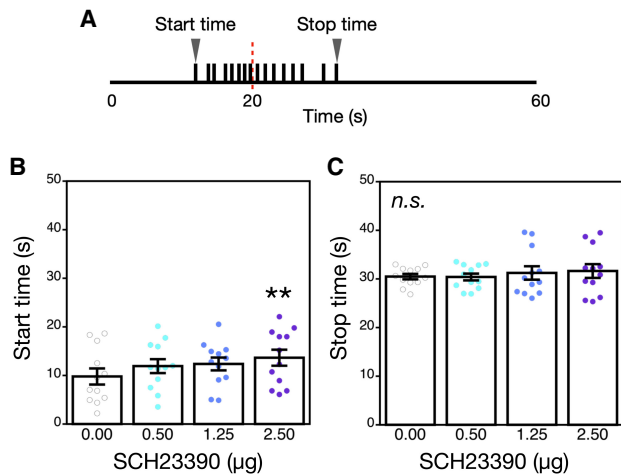 A
Start time Stop time
0 20 60
Time (s)
B
50
40
30
20
10
0
Start time (s)
**
0.00 0.50 1.25 2.50
SCH23390 (μg)
C
50
40
30
20
10
0
Stop time (s)
n.s.
0.00 0.50 1.25 2.50
SCH23390 (μg)